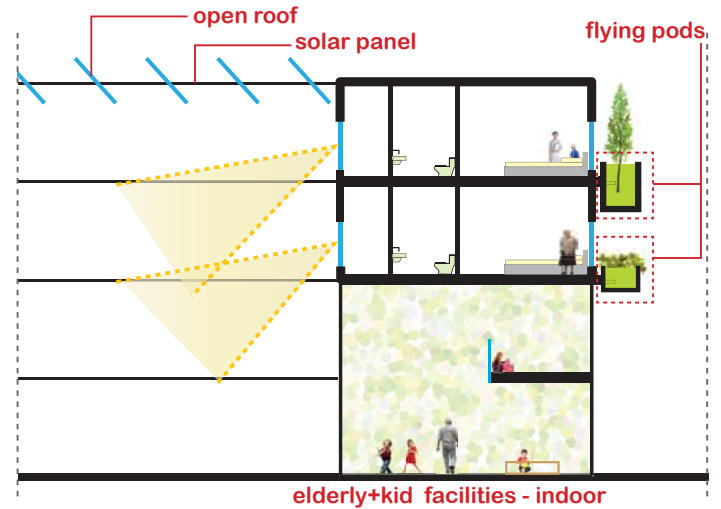 open roof
solar panel
flying pods
elderly+kid facilities - indoor